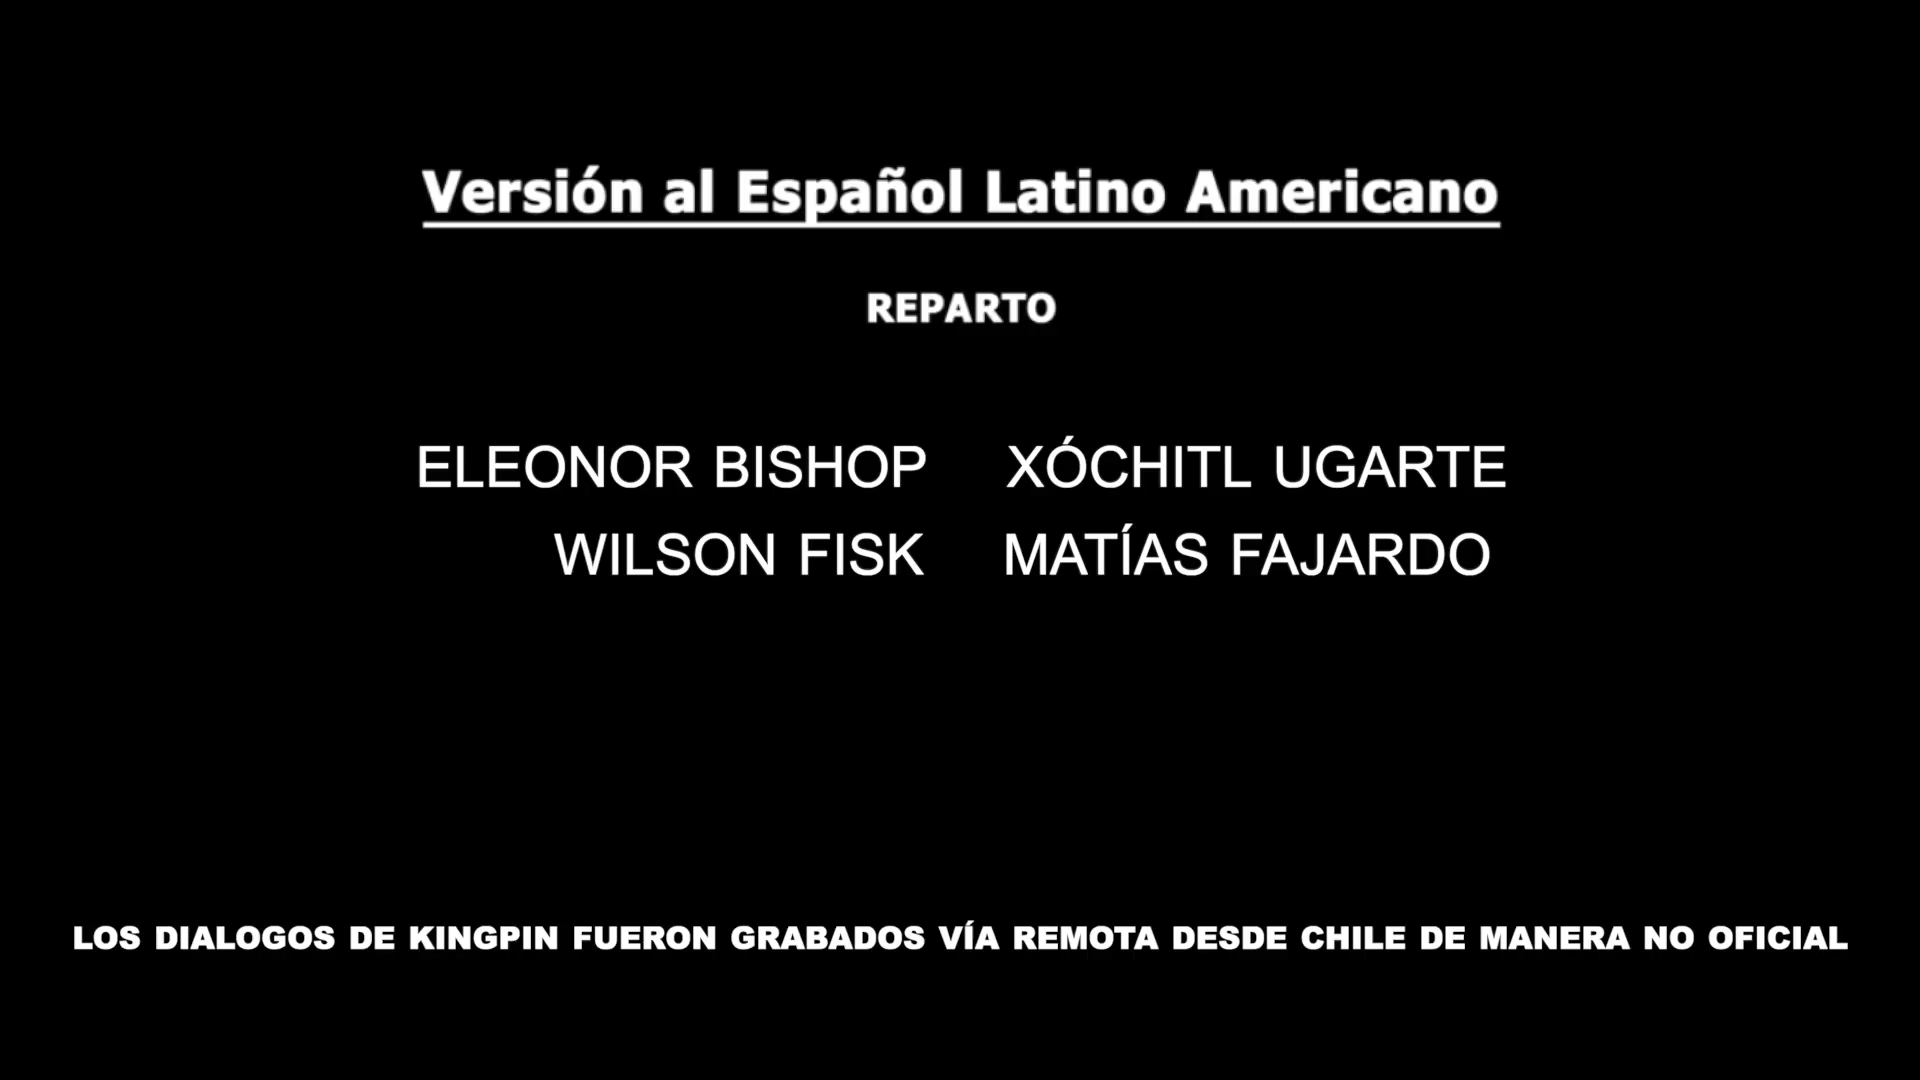 Versión al Español Latino Americano
REPARTO
ELEONOR BISHOP XÓCHITL UGARTE
WILSON FISK MATÍAS FAJARDO
LOS DIALOGOS DE KINGPIN FUERON GRABADOS VÍA REMOTA DESDE CHILE DE MANERA NO OFICIAL